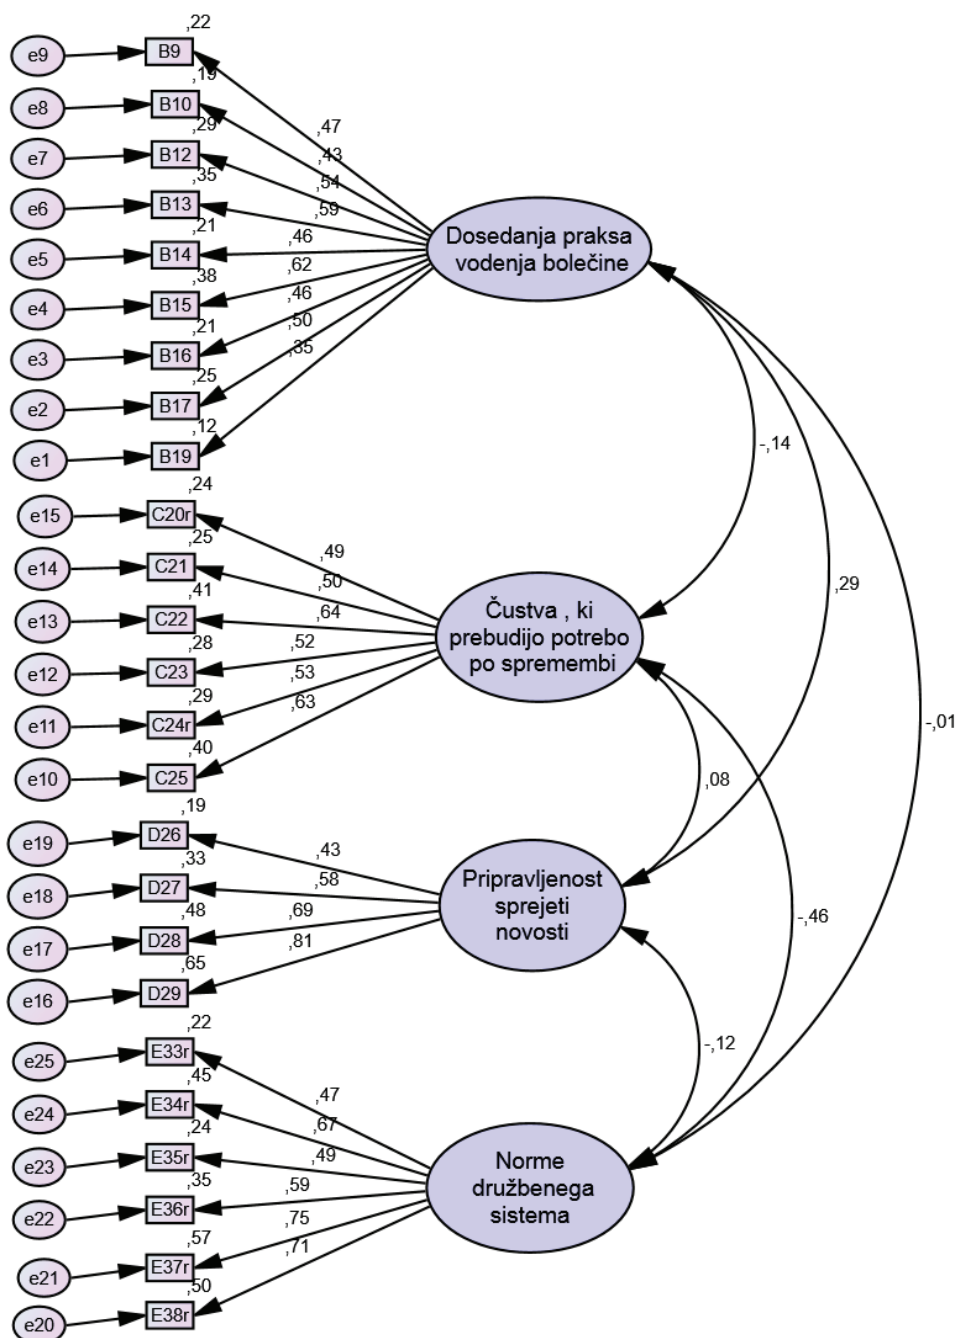 ,22
e9
B9
,19
e8
B10
,29
e7
B12
,35
e6
B13
,21
e5
B14
,38
e4
B15
,21
e3
B16
,25
e2
B17
,12
e1
B19
,47
,43
,54
,59
,46
,62
,46
,50
,35
Dosedanja praksa
vodenja bolečine
,24
e15
C20r
,25
e14
C21
,41
e13
C22
,28
e12
C23
,29
e11
C24r
,40
e10
C25
,49
,50
,64
,52
,53
,63
Čustva , ki
prebudijo potrebo
po spremembi
,19
e19
D26
,33
e18
D27
,48
e17
D28
,65
e16
D29
,43
,58
,69
,81
Pripravljenost
sprejeti
novosti
,22
e25
E33r
,45
e24
E34r
,24
e23
E35r
,35
e22
E36r
,57
e21
E37r
,50
e20
E38r
,47
,67
,49
,59
,75
,71
Norme
družbenega
sistema
-,14
,29
-,01
,08
-,46
-,12